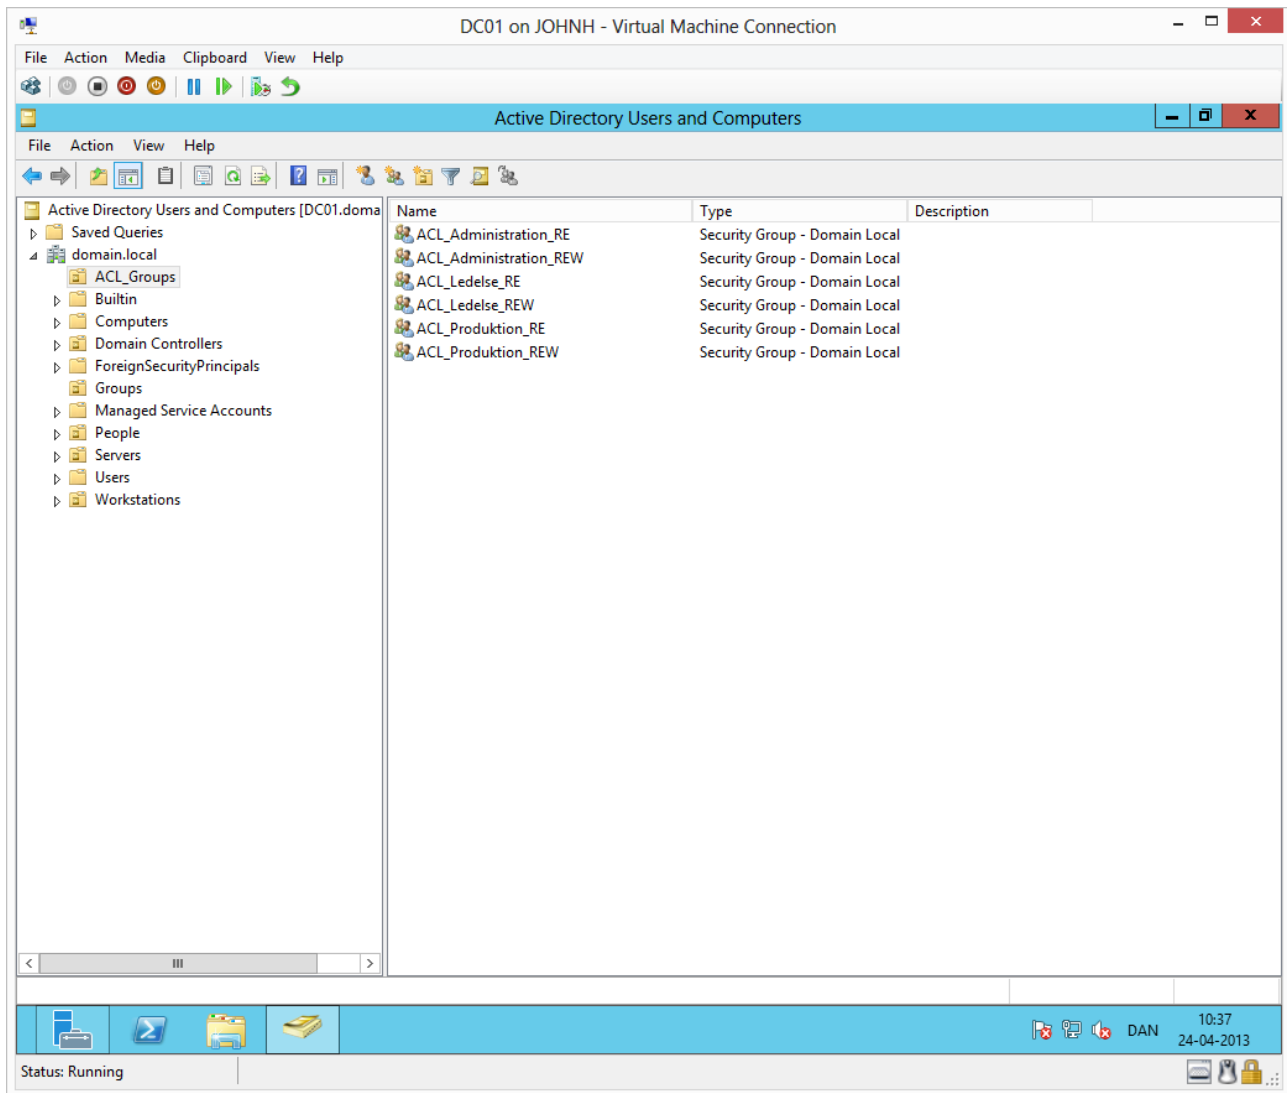 DC01 on JOHNH - Virtual Machine Connection
File Action Media Clipboard View Help
Active Directory Users and Computers
File Action View Help
Active Directory Users and Computers [DC01.doma
Saved Queries
domain.local
ACL_Groups
Builtin
Computers
Domain Controllers
ForeignSecurityPrincipals
Groups
Managed Service Accounts
People
Servers
Users
Workstations
Name Type Description
ACL_Administration_RE Security Group - Domain Local
ACL_Administration_REW Security Group - Domain Local
ACL_Ledelse_RE Security Group - Domain Local
ACL_Ledelse_REW Security Group - Domain Local
ACL_Produktion_RE Security Group - Domain Local
ACL_Produktion_REW Security Group - Domain Local
DAN
10:37
24-04-2013
Status: Running